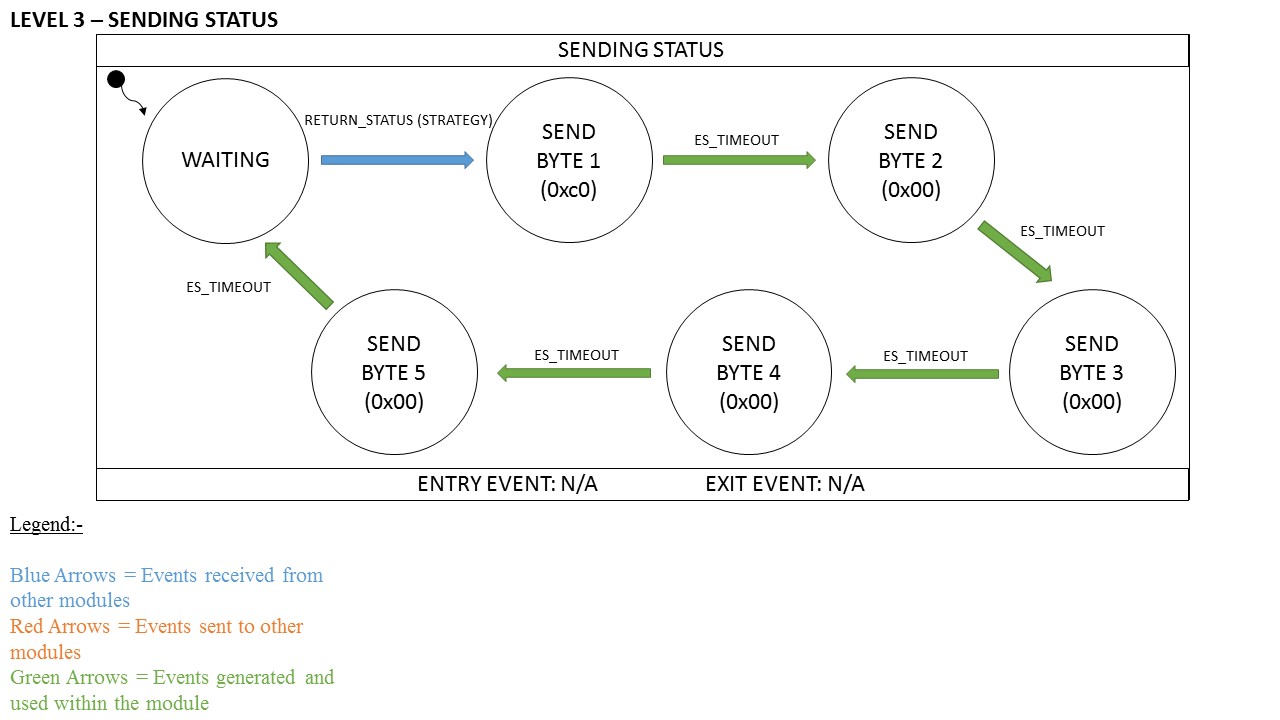 LEVEL 3 – SENDING STATUS
SENDING STATUS
WAITING
RETURN_STATUS (STRATEGY)
SEND
BYTE 1
(0xc0)
ES_TIMEOUT
SEND
BYTE 2
(0x00)
ES_TIMEOUT
SEND
BYTE 3
(0x00)
ES_TIMEOUT
SEND
BYTE 4
(0x00)
ES_TIMEOUT
SEND
BYTE 5
(0x00)
ES_TIMEOUT
ENTRY EVENT: N/A
EXIT EVENT: N/A
Legend:-
Blue Arrows = Events received from
other modules
Red Arrows = Events sent to other
modules
Green Arrows = Events generated and
used within the module